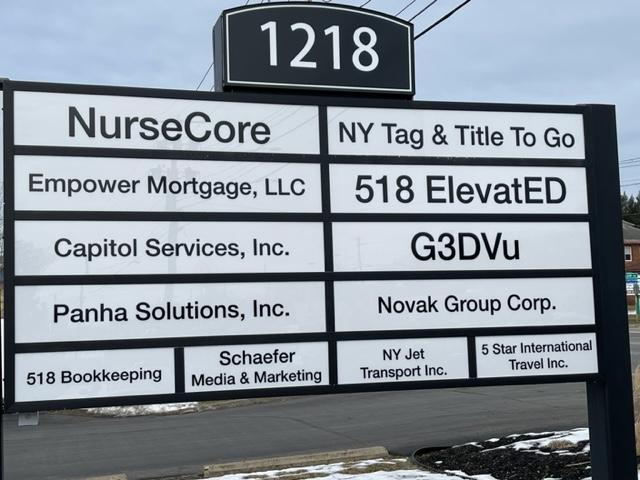 1218
NurseCore
NY Tag & Title To Go
Empower Mortgage, LLC
518 ElevatED
Capitol Services, Inc.
G3DVu
Panha Solutions, Inc.
Novak Group Corp.
518 Bookkeeping
Schaefer
Media & Marketing
NY Jet
Transport Inc.
5 Star International
Travel Inc.